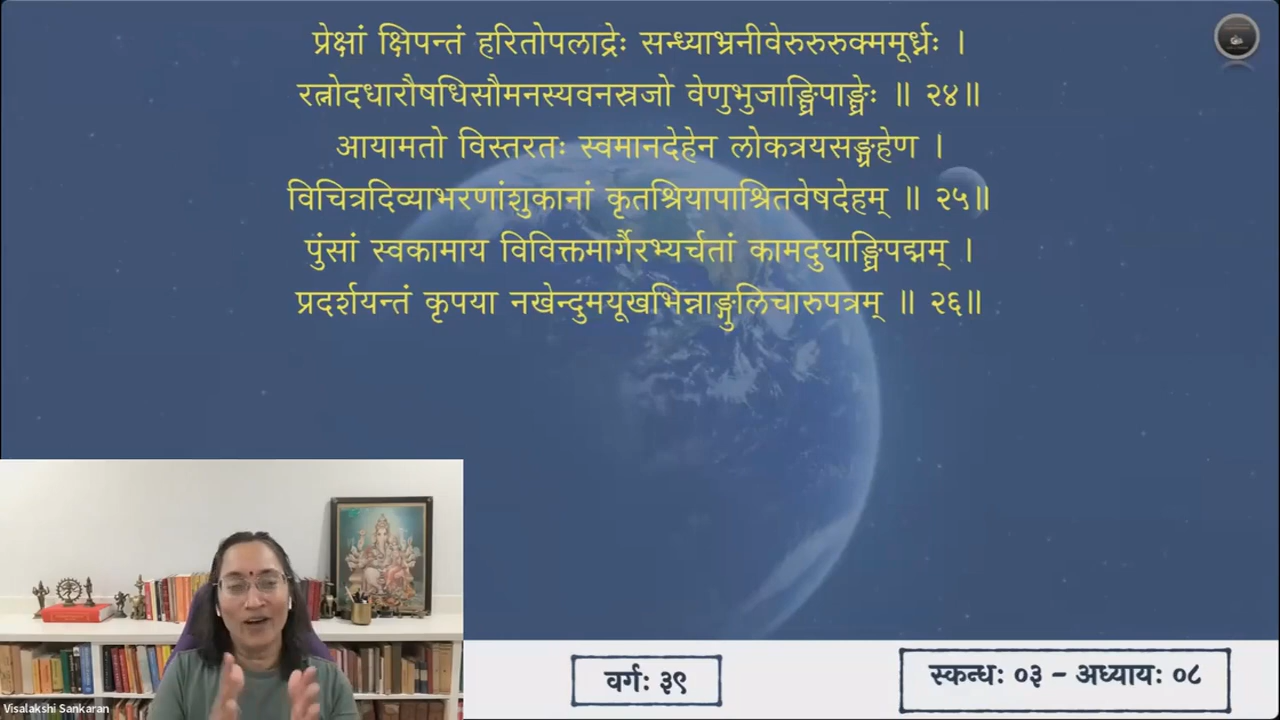 प्रेक्षां क्षिपन्तं हरितोपलाद्रेः सन्ध्याभ्रनीवेरुरुरुक्ममूर्ध्नः ।
रत्नोदधारौषधिसौमनस्यवनस्रजो वेणुभुजाङ्घ्रिपाङ्घ्रेः ॥ २४॥
आयामतो विस्तरतः स्वमानदेहेन लोकत्रयसङ्ग्रहेण ।
विचित्रदिव्याभरणांशुकानां कृतश्रियापाश्रितवेषदेहम् ॥ २५॥
पुंसां स्वकामाय विविक्तमार्गैरभ्यर्चतां कामदुघाङ्घ्रिपद्मम् ।
प्रदर्शयन्तं कृपया नखेन्दुमयूखभिन्नाङ्गुलिचारुपत्रम् ॥ २६॥
Visalakshi Sankaran
वर्गः ३९
स्कन्धः ०३ - अध्यायः ०८